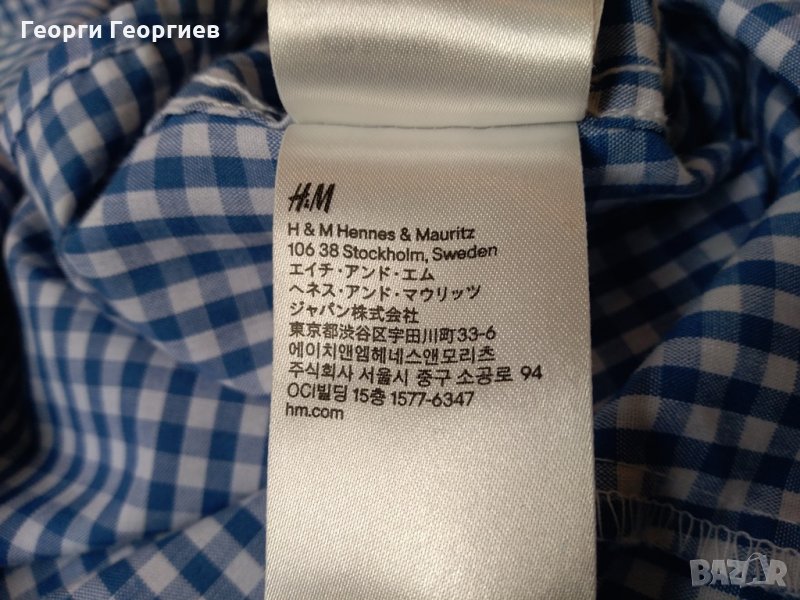 Георги Георгиев
H&M
H & M Hennes & Mauritz
106 38 Stockholm, Sweden
エイチ・アンド・エム
ヘネス・アンド・マウリッツ
ジャパン株式会社
東京都渋谷区宇田川町33-6
에이치앤엠헤네스앤모리츠
주식회사 서울시 중구 소공로 94
OCI빌딩 15층 1577-6347
hm.com
BAZAR